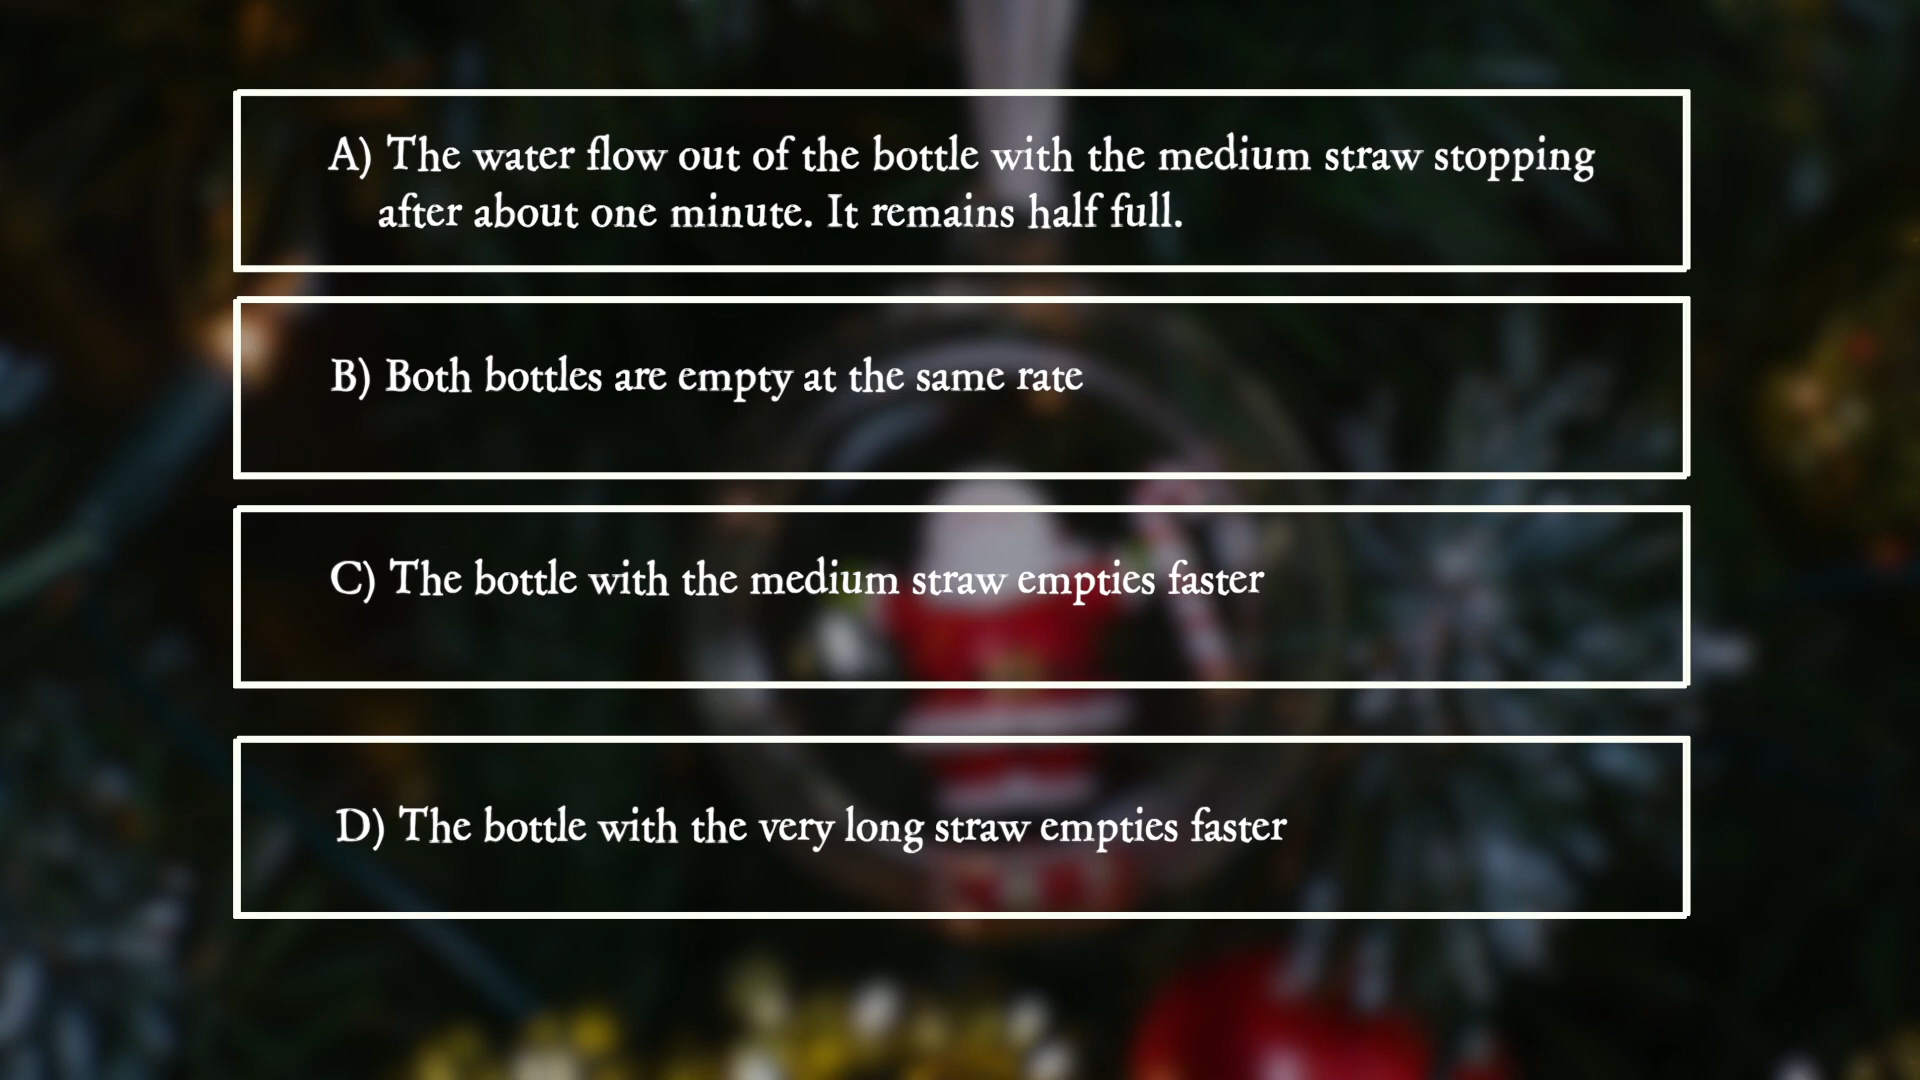 A) The water flow out of the bottle with the medium straw stopping
after about one minute. It remains half full.
B) Both bottles are empty at the same rate
C) The bottle with the medium straw empties faster
D) The bottle with the very long straw empties faster